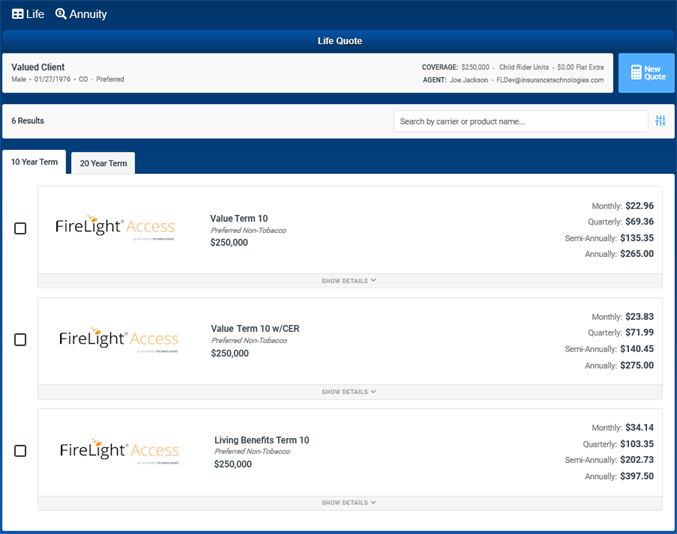 Life Annuity
Life Quote
Valued Client
Male - 01/27/1976 - CO - Preferred
COVERAGE: $250,000 - Child Rider Units - $0.00 Flat Extra
AGENT: Joe Jackson - FLDev@insurancetechnologies.com
New
Quote
6 Results
Search by carrier or product name...
10 Year Term 20 Year Term
FireLight® Access
by INSURANCE TECHNOLOGIES
Value Term 10
Preferred Non-Tobacco
$250,000
Monthly: $22.96
Quarterly: $69.36
Semi-Annually: $135.35
Annually: $265.00
SHOW DETAILS
FireLight® Access
by INSURANCE TECHNOLOGIES
Value Term 10 w/CER
Preferred Non-Tobacco
$250,000
Monthly: $23.83
Quarterly: $71.99
Semi-Annually: $140.45
Annually: $275.00
SHOW DETAILS
FireLight® Access
by INSURANCE TECHNOLOGIES
Living Benefits Term 10
Preferred Non-Tobacco
$250,000
Monthly: $34.14
Quarterly: $103.35
Semi-Annually: $202.73
Annually: $397.50
SHOW DETAILS